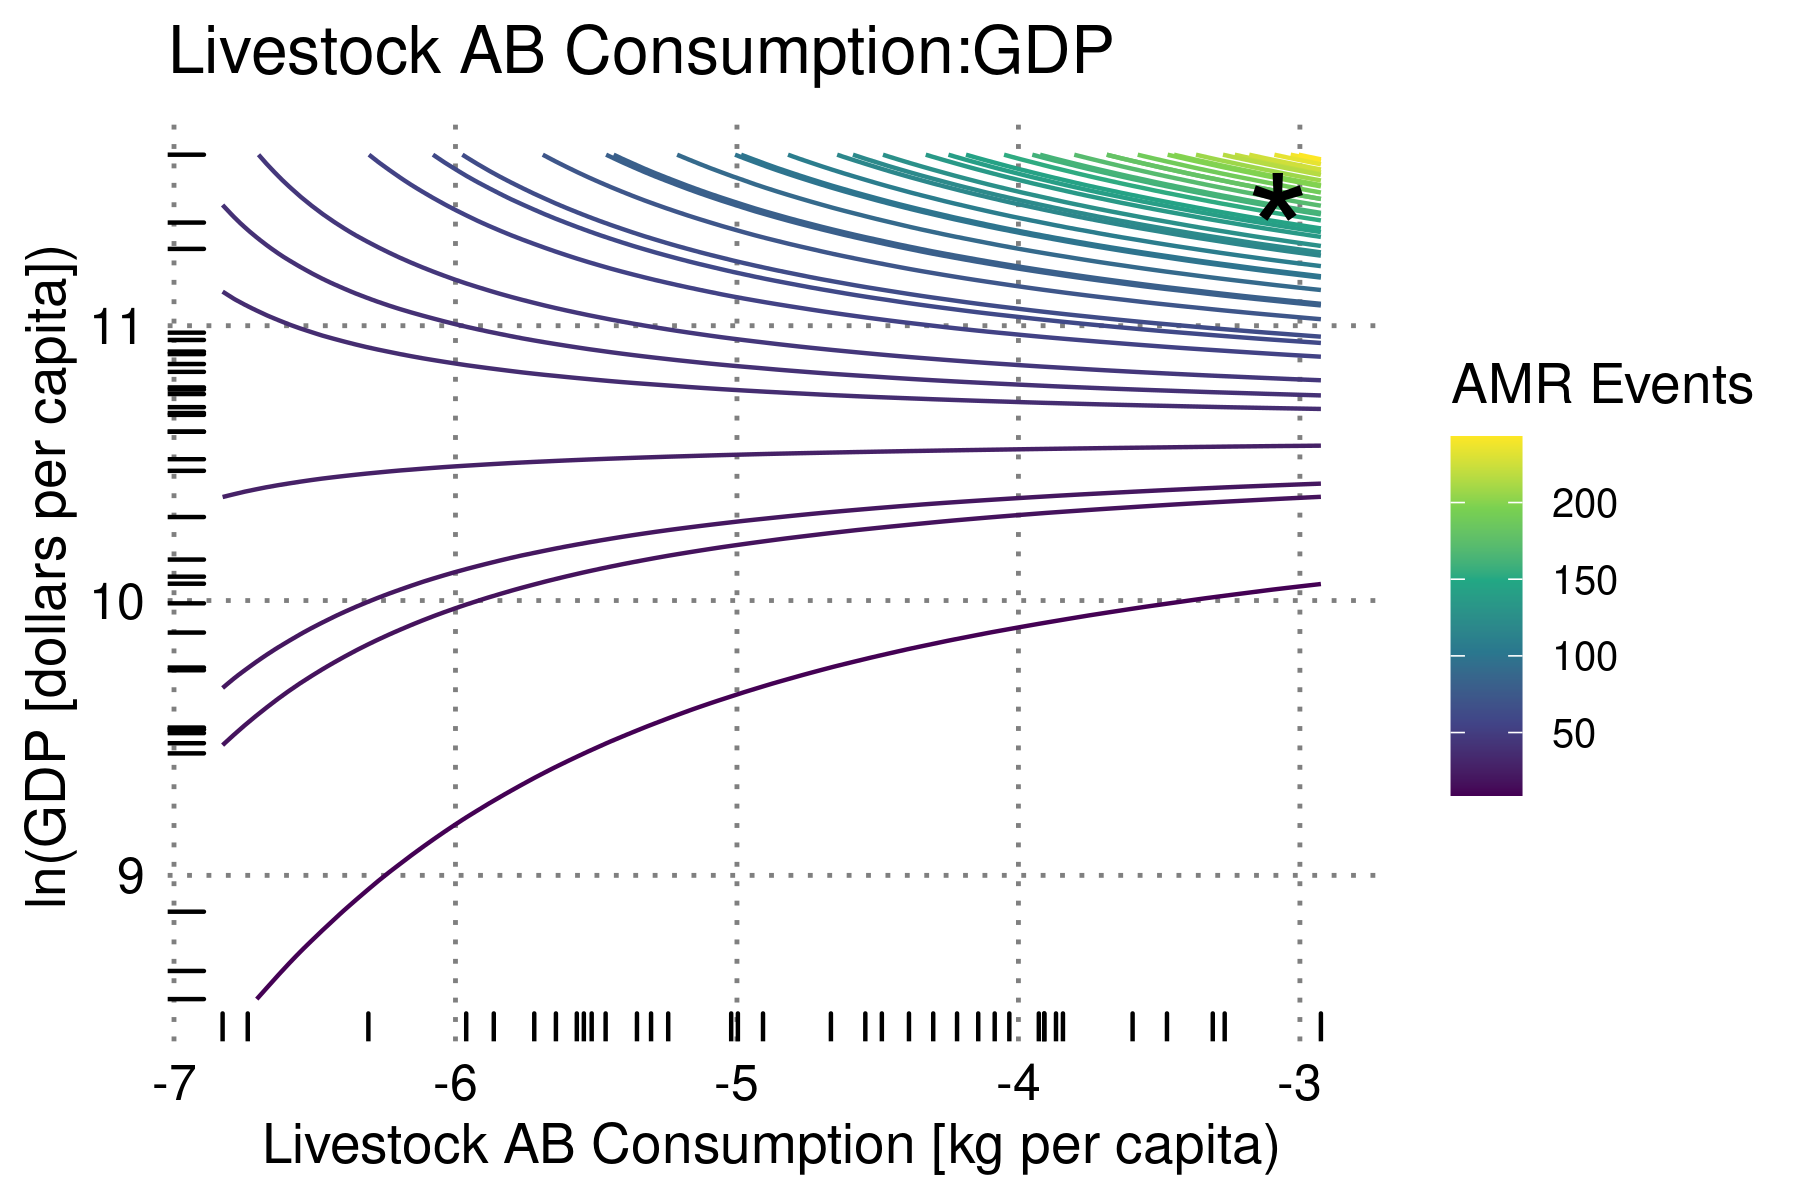 Livestock AB Consumption:GDP
ln(GDP [dollars per capita])
11
10
9
-7 -6 -5 -4 -3
Livestock AB Consumption [kg per capita)
AMR Events
200
150
100
50
*